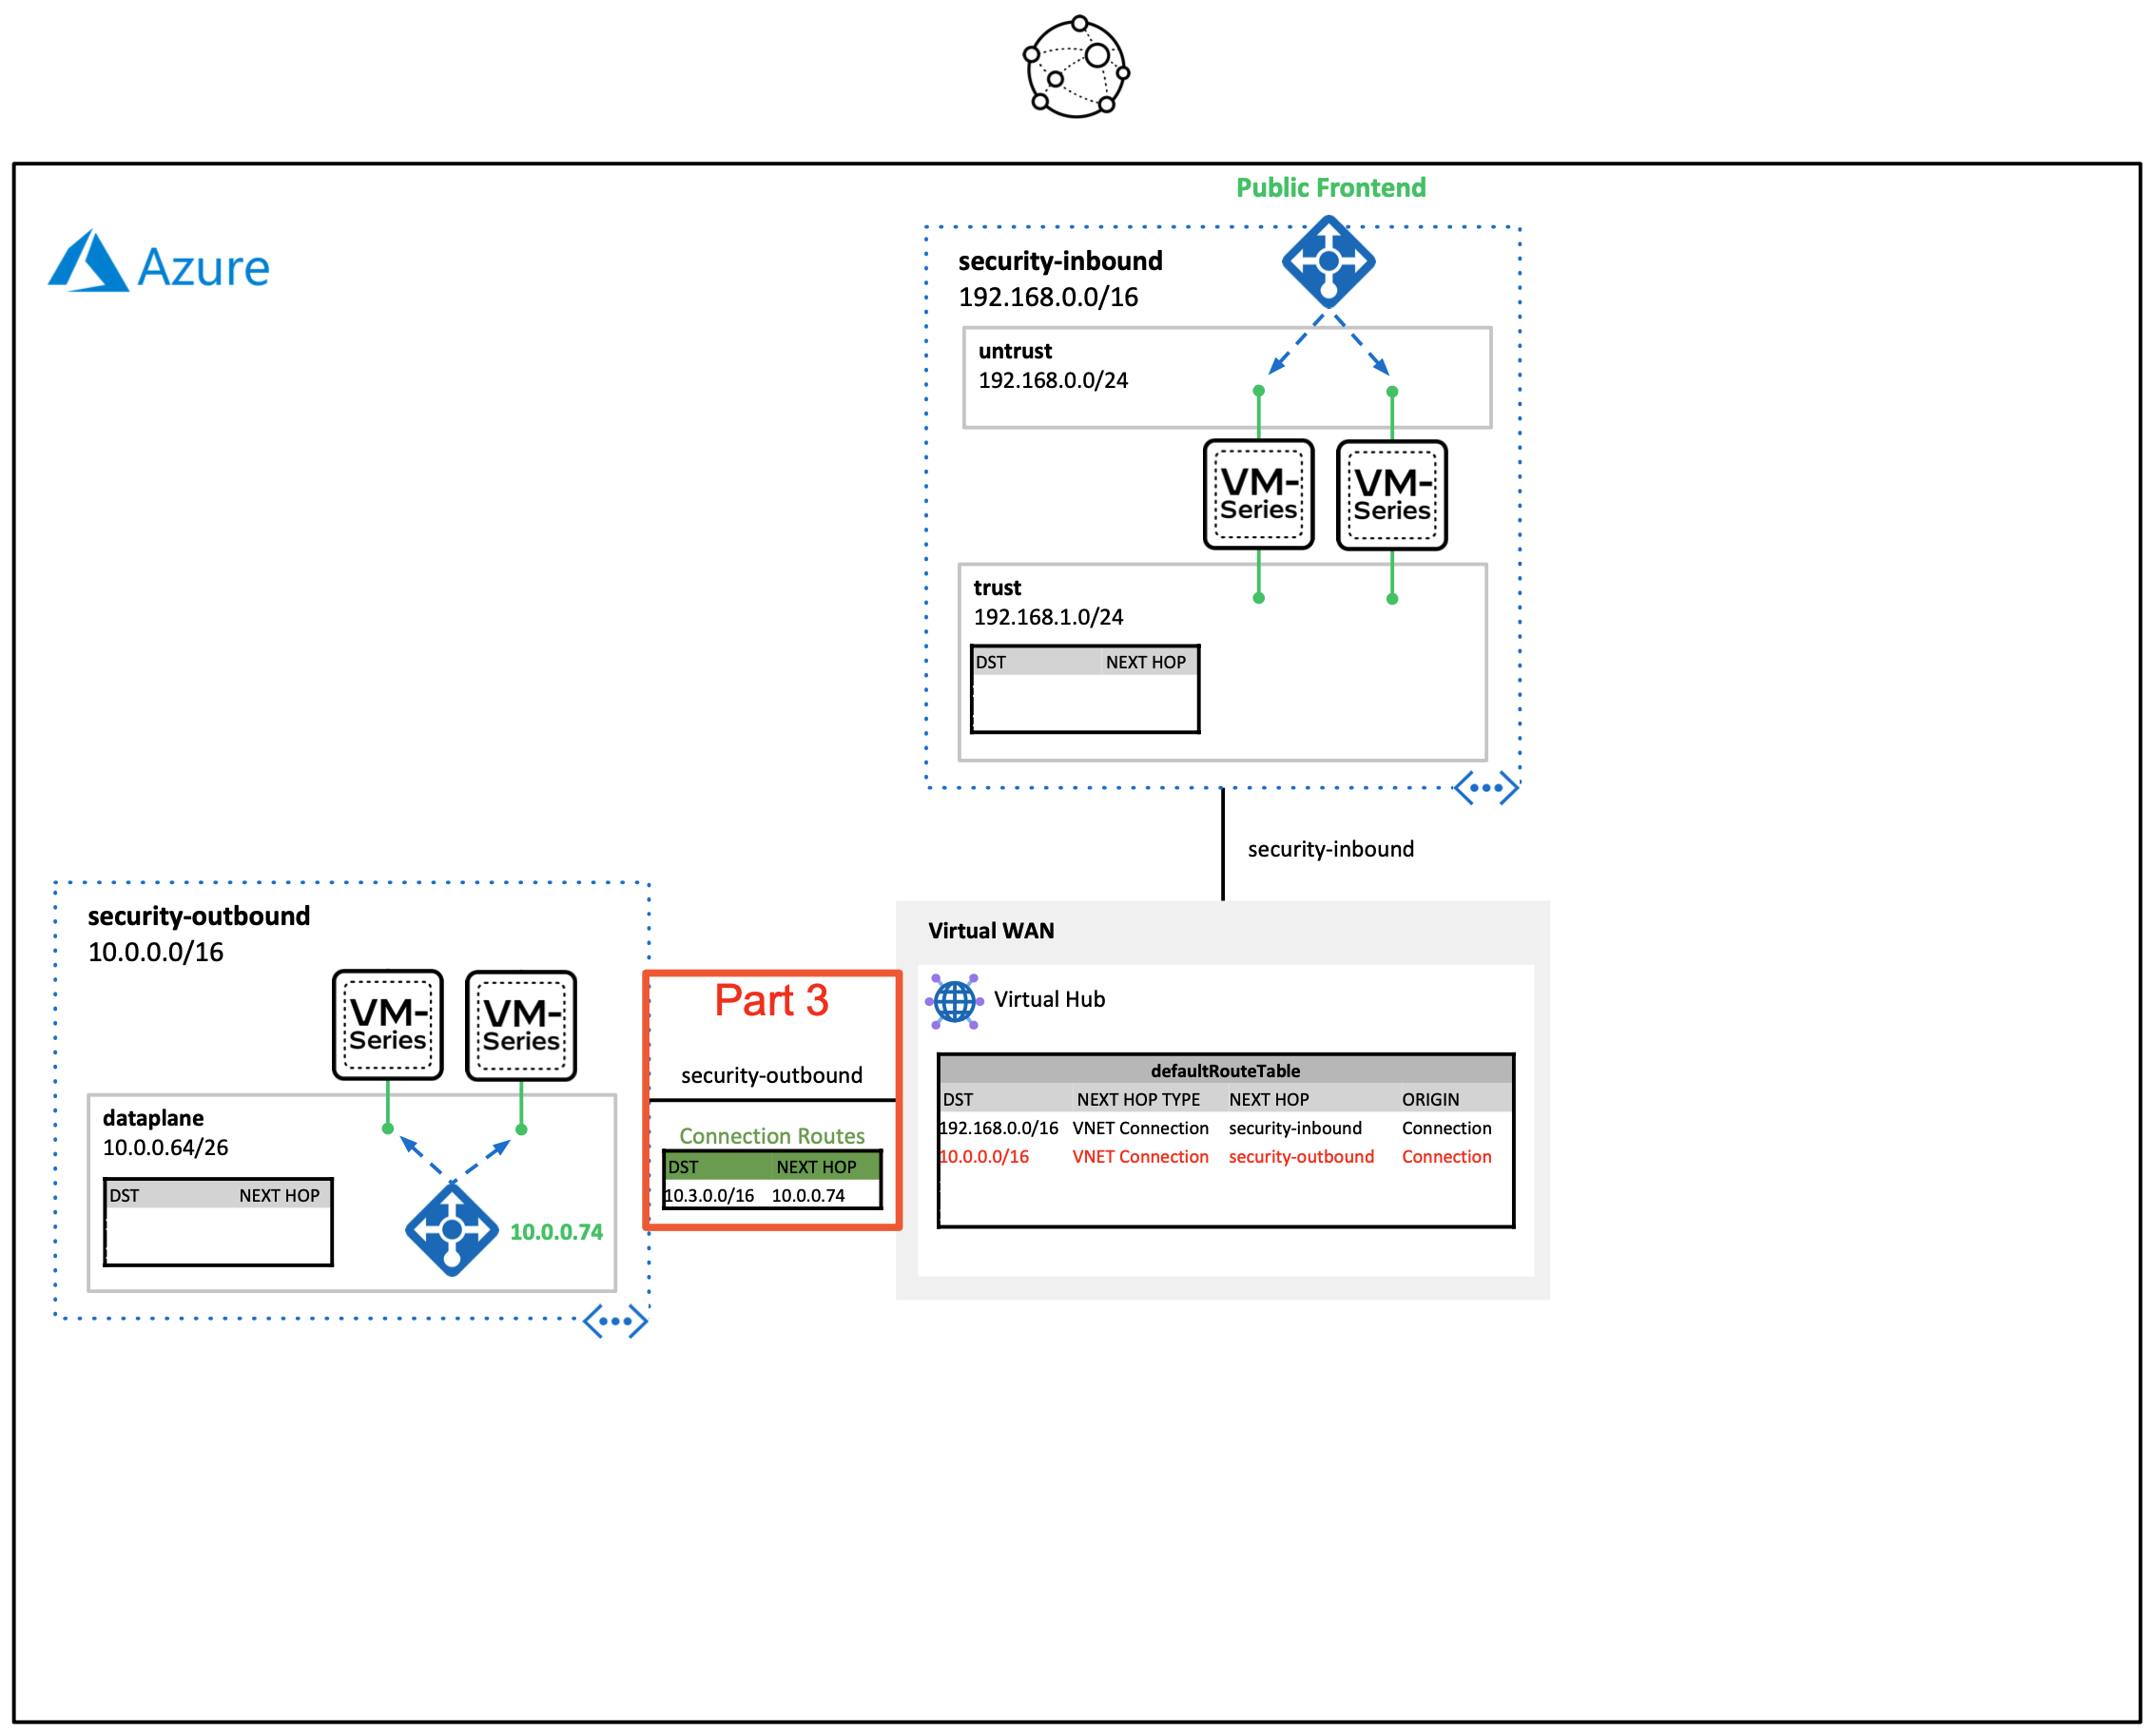 Public Frontend
Azure
security-inbound
192.168.0.0/16
untrust
192.168.0.0/24
VM-
Series
VM-
Series
trust
192.168.1.0/24
DST NEXT HOP
security-inbound
security-outbound
10.0.0.0/16
VM-
Series
VM-
Series
dataplane
10.0.0.64/26
DST NEXT HOP
10.0.0.74
Part 3
security-outbound
Connection Routes
DST NEXT HOP
10.3.0.0/16 10.0.0.74
Virtual WAN
Virtual Hub
defaultRouteTable
DST NEXT HOP TYPE NEXT HOP ORIGIN
192.168.0.0/16 VNET Connection security-inbound Connection
10.0.0.0/16 VNET Connection security-outbound Connection